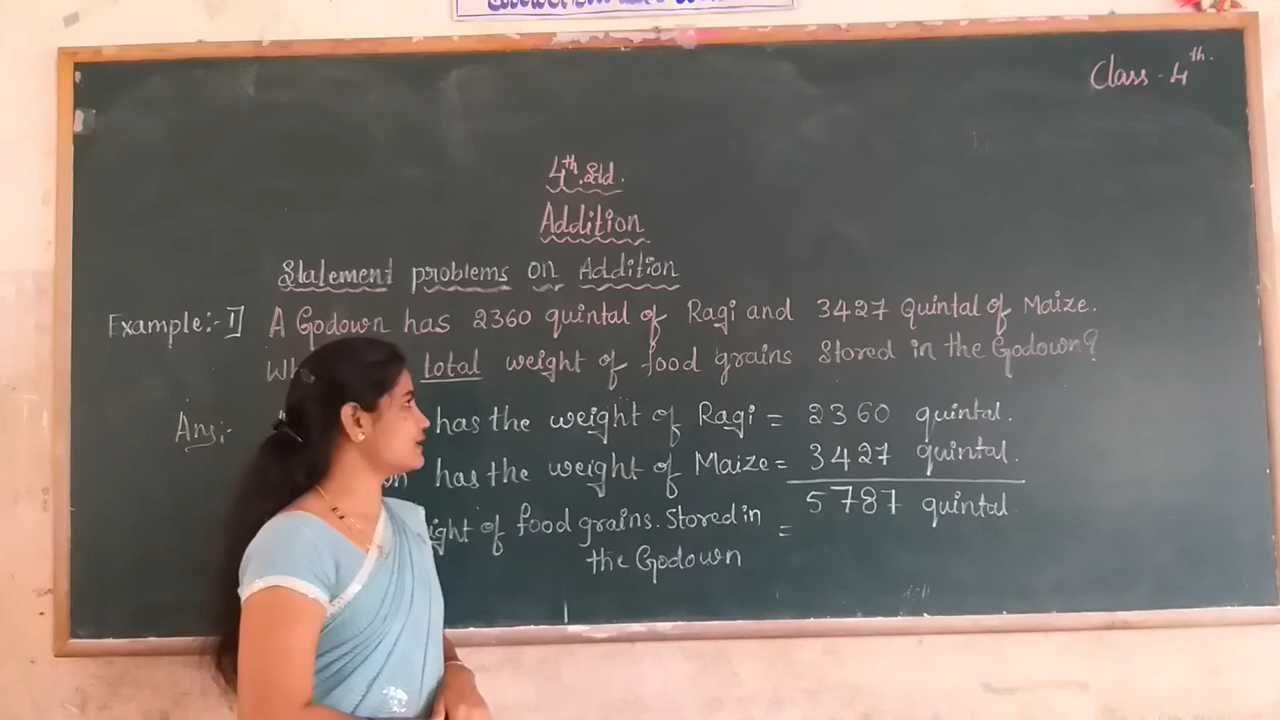 Class - 4th.
4th. Std.
Addition
Statement problems on Addition
Example:- 1] A Godown has 2360 quintal of Ragi and 3427 Quintal of Maize.
total weight of food grains Stored in the Godown?
Ans:- has the weight of Ragi = 2360 quintal.
has the weight of Maize = 3427 quintal.
of food grains. Stored in = 5787 quintal
the Godown